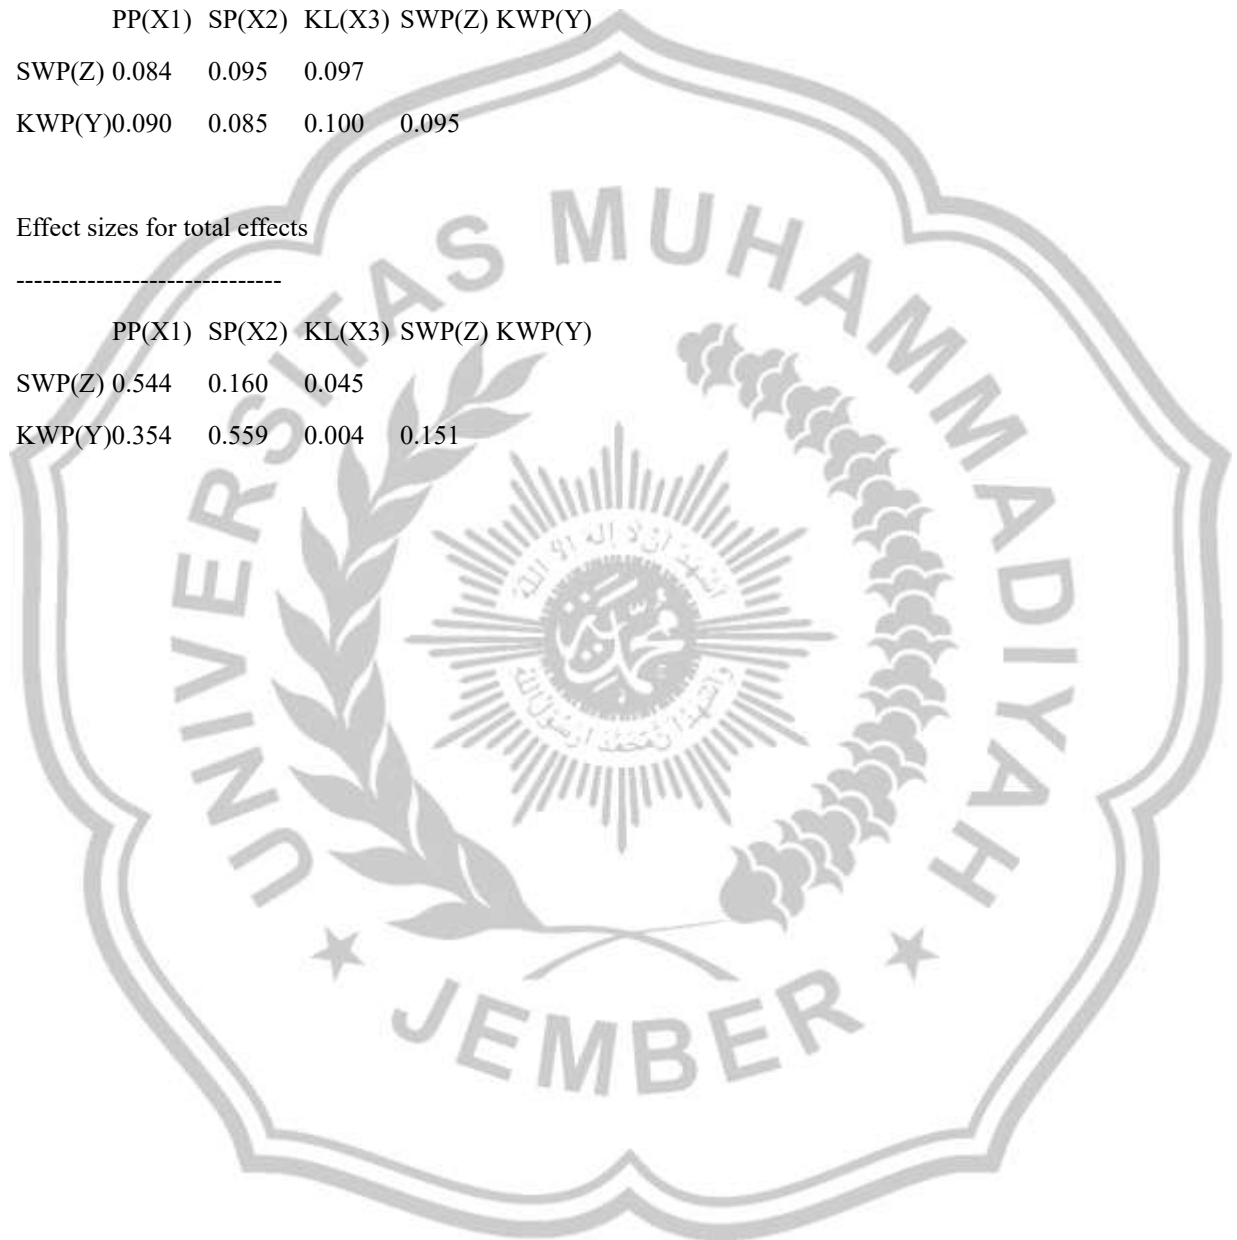 PP(X1) SP(X2) KL(X3) SWP(Z) KWP(Y)
SWP(Z) 0.084 0.095 0.097
KWP(Y)0.090 0.085 0.100 0.095
Effect sizes for total effects
------------------------------
PP(X1) SP(X2) KL(X3) SWP(Z) KWP(Y)
SWP(Z) 0.544 0.160 0.045
KWP(Y)0.354 0.559 0.004 0.151
UNIVERSITAS MUHAMMADIYAH
JEMBER